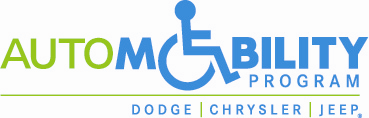 AUTOMOBILITY
PROGRAM
DODGE | CHRYSLER | JEEP®